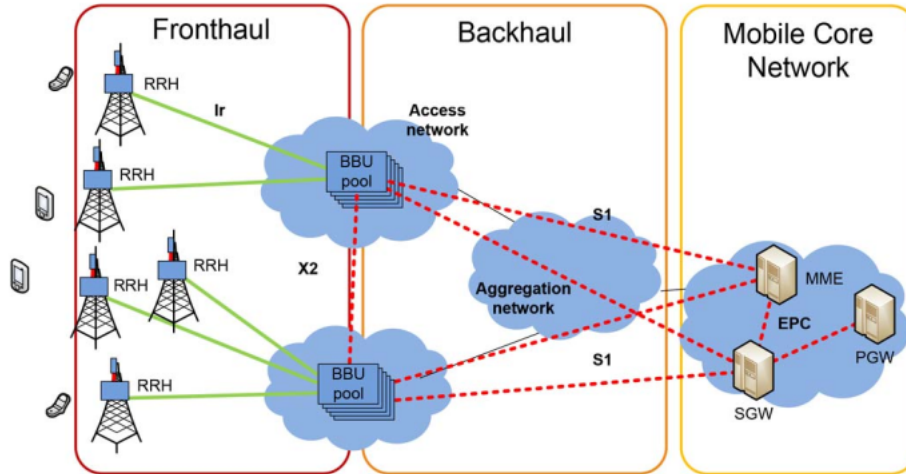 Fronthaul
Backhaul
Mobile Core
Network
RRH
Ir
Access
network
BBU
pool
RRH
S1
X2
RRH
RRH
Aggregation
network
MME
EPC
PGW
S1
BBU
pool
RRH
SGW